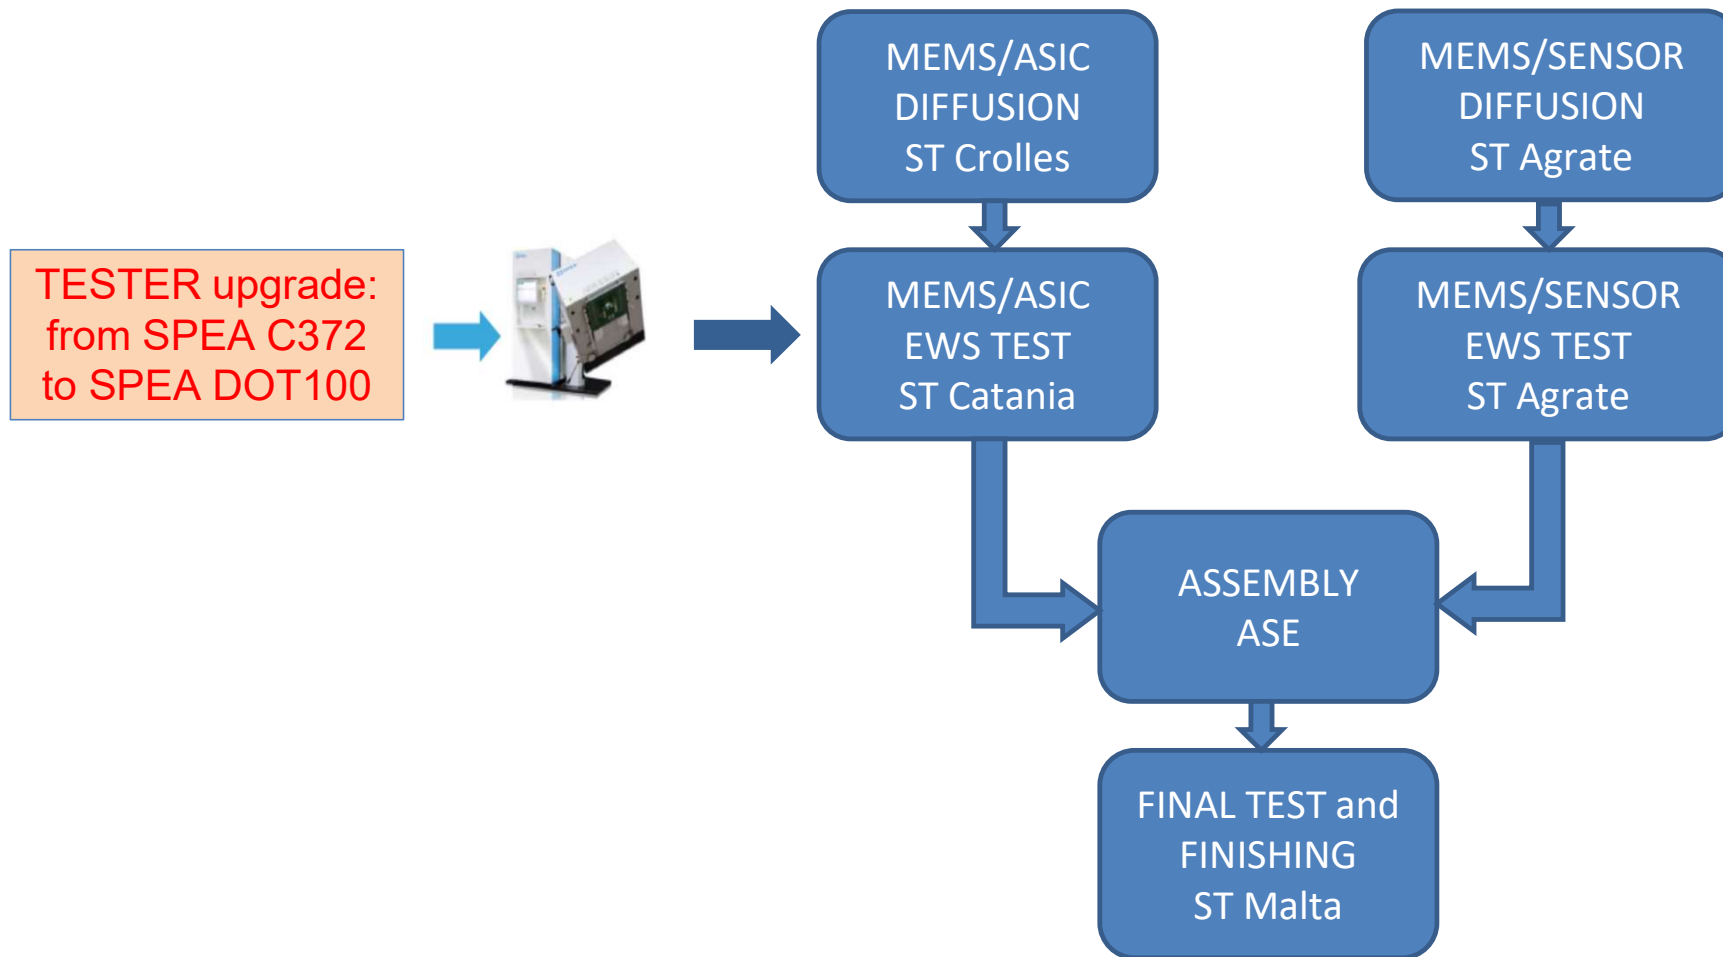 MEMS/ASIC
DIFFUSION
ST Crolles
MEMS/SENSOR
DIFFUSION
ST Agrate
TESTER upgrade:
from SPEA C372
to SPEA DOT100
MEMS/ASIC
EWS TEST
ST Catania
MEMS/SENSOR
EWS TEST
ST Agrate
ASSEMBLY
ASE
FINAL TEST and
FINISHING
ST Malta